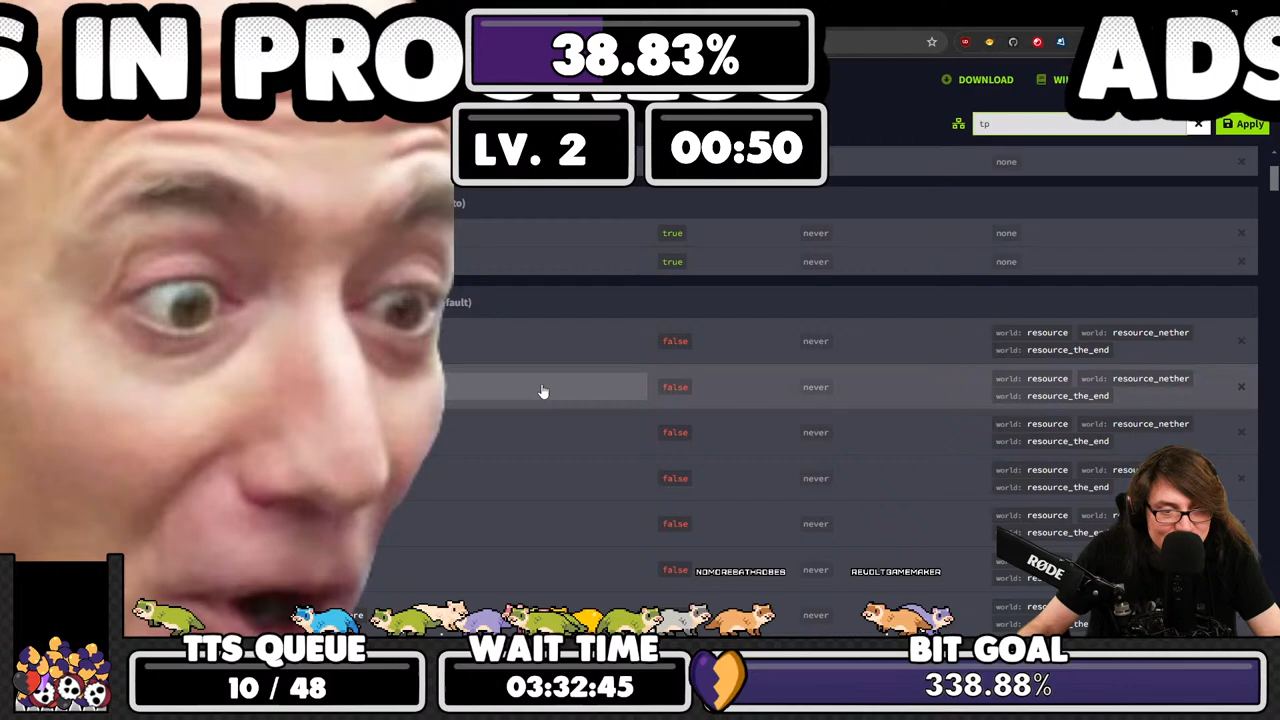 S IN PRO
38.83%
ADS
LV. 2
00:50
DOWNLOAD
tp
Apply
none
to)
true
never
none
true
never
none
fault)
false
never
world: resource
world: resource_nether
world: resource_the_end
false
never
world: resource
world: resource_nether
world: resource_the_end
false
never
world: resource
world: resource_nether
world: resource_the_end
false
never
world: resource
world: resource_the_end
false
never
world: resource
false
never
NOMOREBATHROBES
REVOLTGAMEMAKER
RØDE
TTS QUEUE
10 / 48
WAIT TIME
03:32:45
BIT GOAL
338.88%